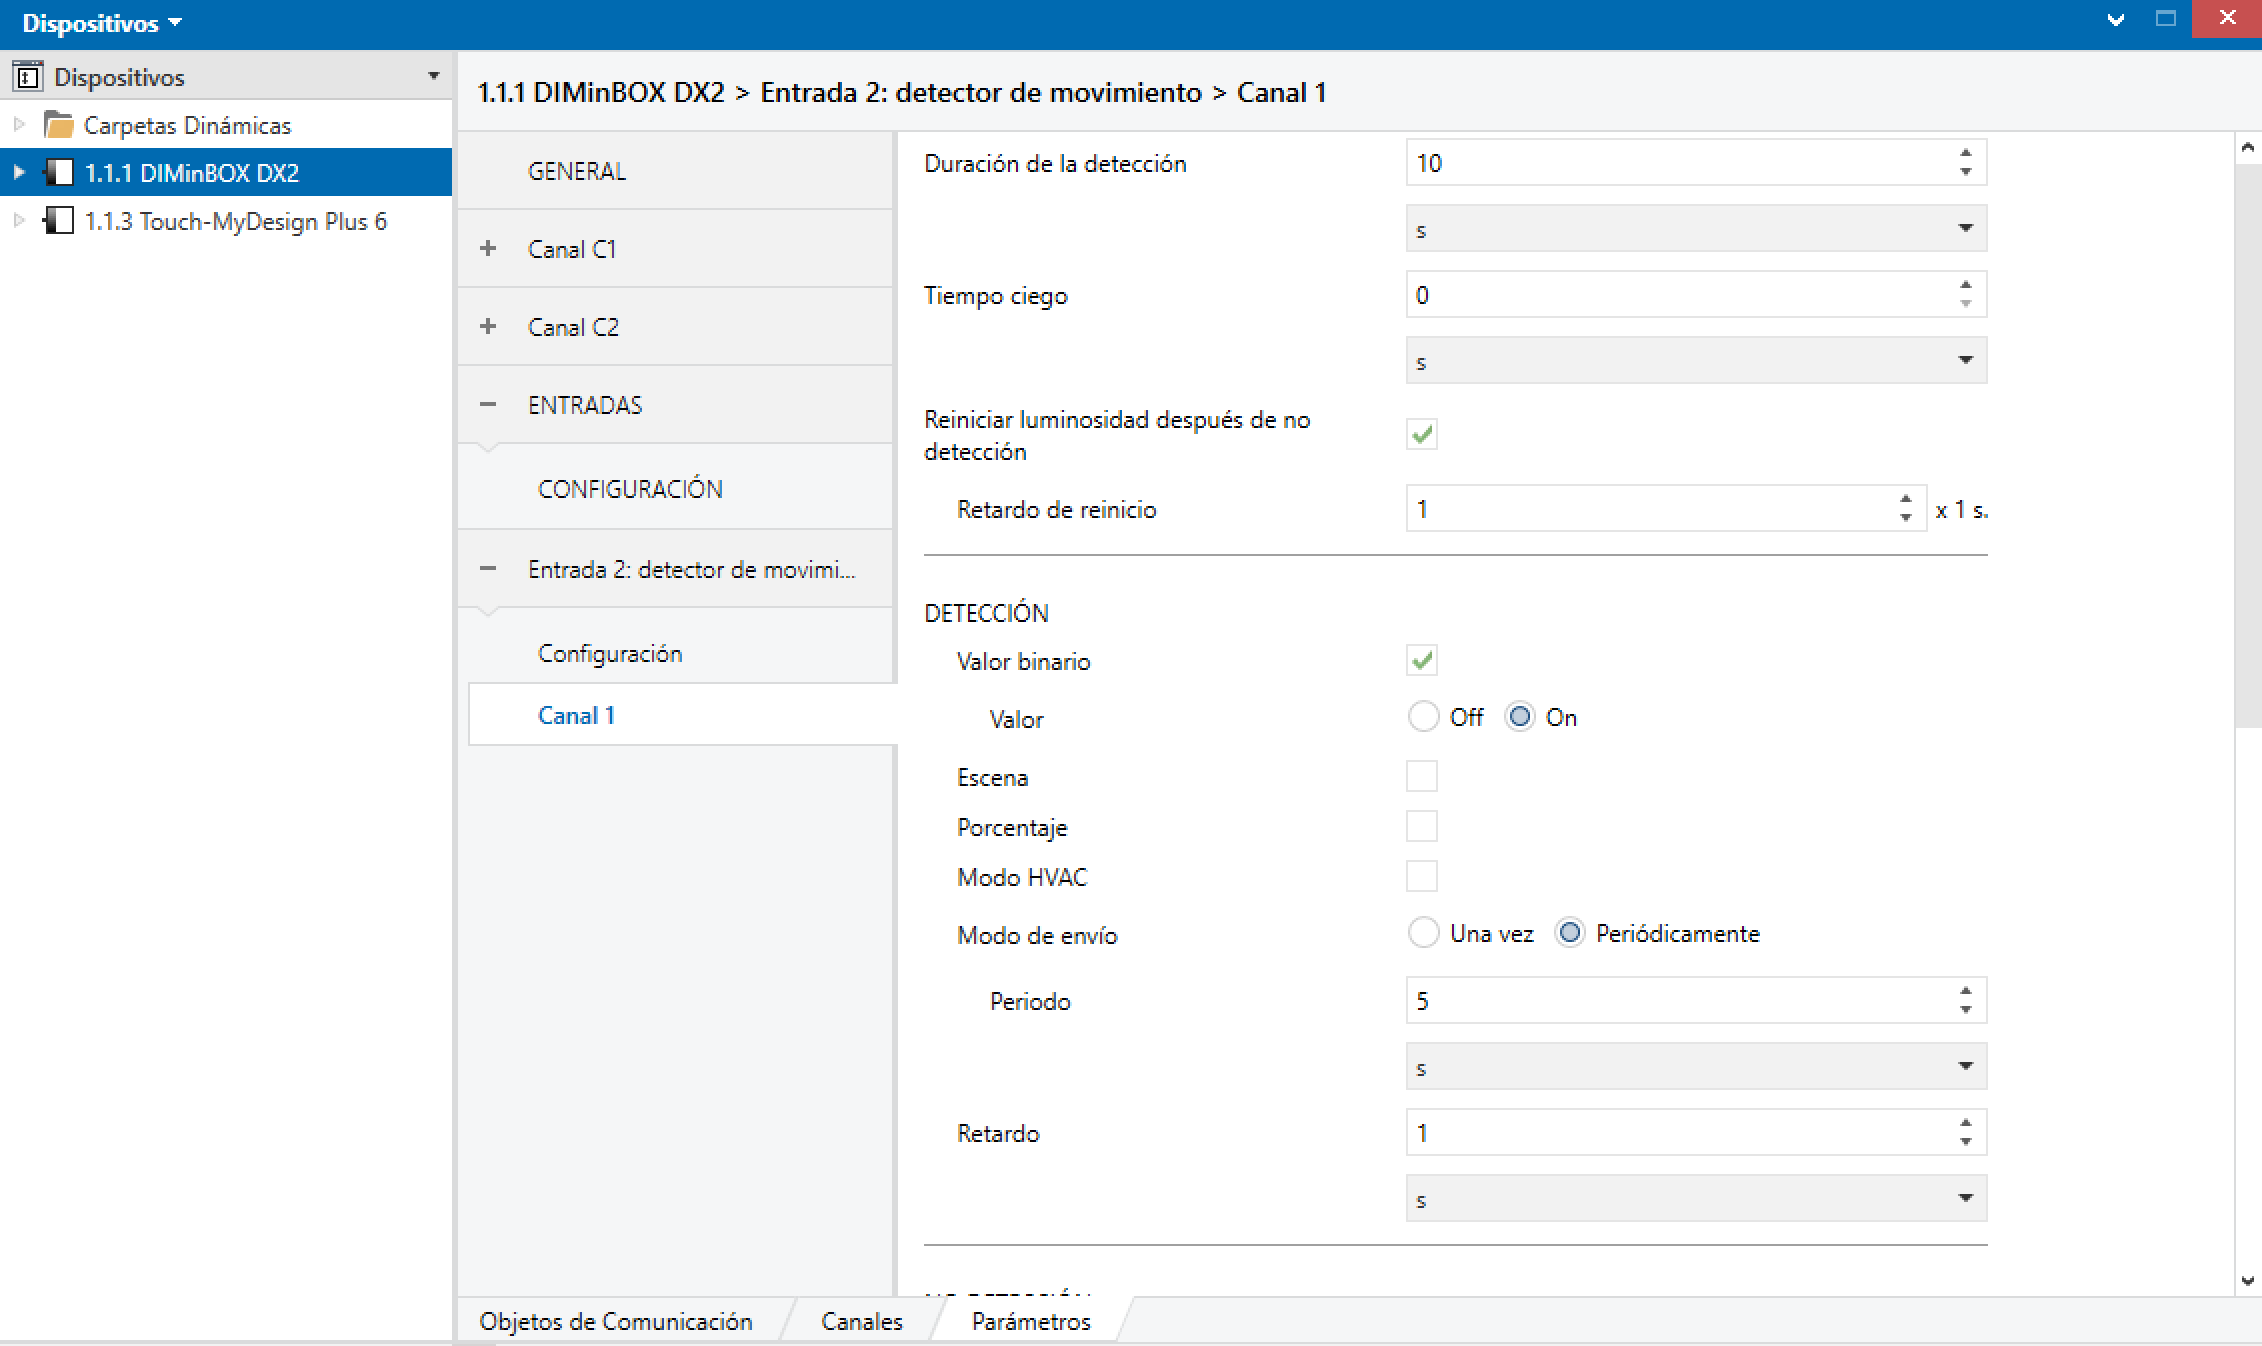 Dispositivos
Dispositivos
Carpetas Dinámicas
1.1.1 DIMinBOX DX2
1.1.3 Touch-MyDesign Plus 6
1.1.1 DIMinBOX DX2 > Entrada 2: detector de movimiento > Canal 1
GENERAL
Canal C1
Canal C2
ENTRADAS
CONFIGURACIÓN
Entrada 2: detector de movimi...
Configuración
Canal 1
Duración de la detección
10
s
Tiempo ciego
0
s
Reiniciar luminosidad después de no
detección
Retardo de reinicio
1
x 1 s.
DETECCIÓN
Valor binario
Valor
Off
On
Escena
Porcentaje
Modo HVAC
Modo de envío
Una vez
Periódicamente
Periodo
5
s
Retardo
1
s
Objetos de Comunicación
Canales
Parámetros